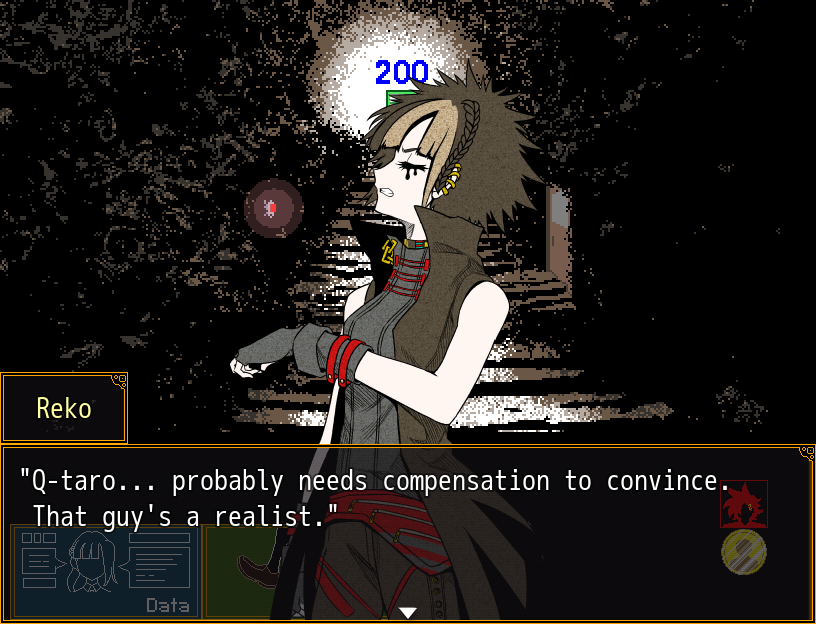 200
Reko
"Q-taro... probably needs compensation to convince.
That guy's a realist."
Data